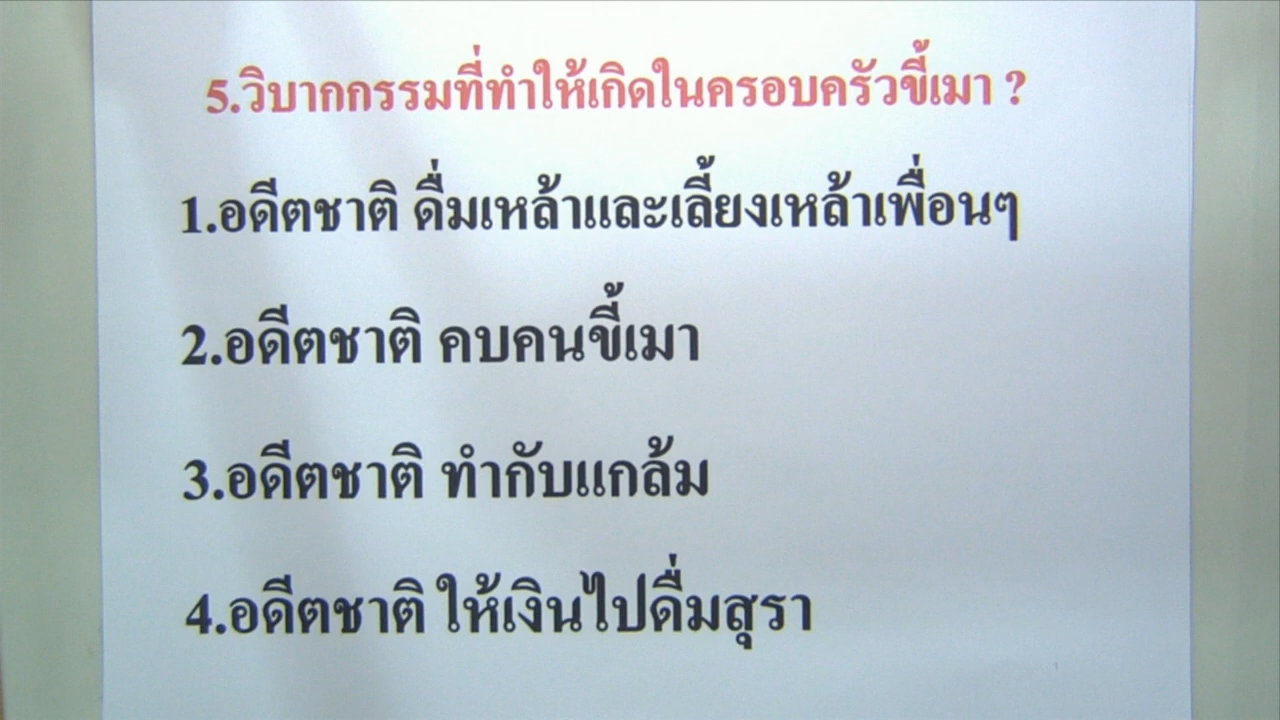 5.วิบากกรรมที่ทำให้เกิดในครอบครัวขี้เมา ?
1.อดีตชาติ ดื่มเหล้าและเลี้ยงเหล้าเพื่อนๆ
2.อดีตชาติ คบคนขี้เมา
3.อดีตชาติ ทำกับแกล้ม
4.อดีตชาติ ให้เงินไปดื่มสุรา